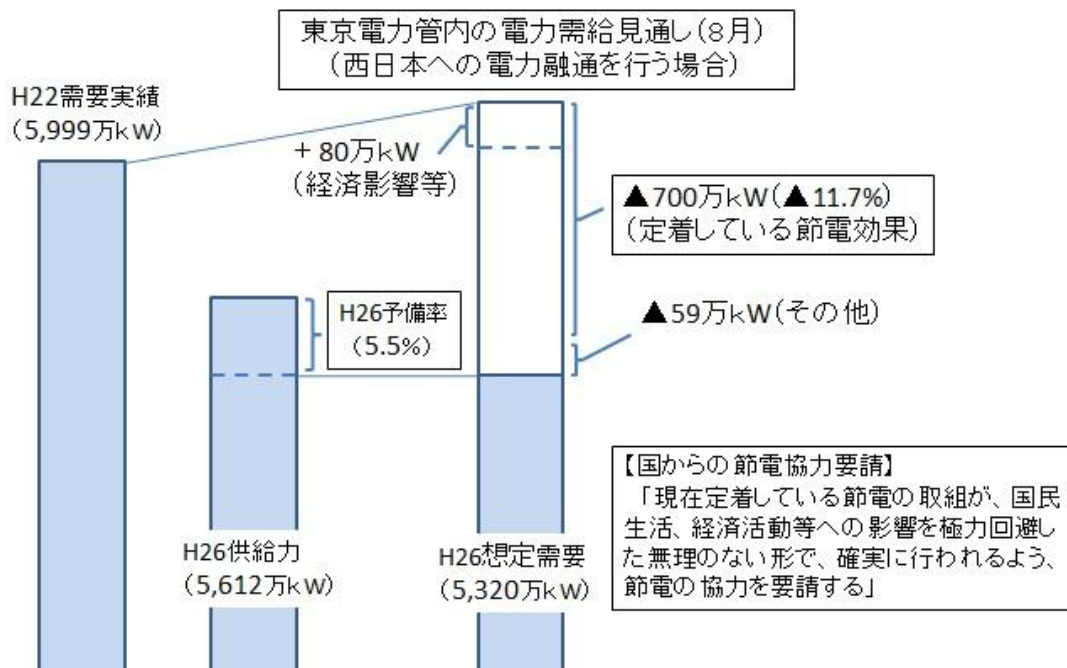 東京電力管内の電力需給見通し(8月)
(西日本への電力融通を行う場合)
H22需要実績
(5,999万kW)
+80万kW
(経済影響等)
▲700万kW(▲11.7%)
(定着している節電効果)
H26予備率
(5.5%)
▲59万kW(その他)
H26供給力
(5,612万kW)
H26想定需要
(5,320万kW)
【国からの節電協力要請】
「現在定着している節電の取組が、国民
生活、経済活動等への影響を極力回避し
た無理のない形で、確実に行われるよう、
節電の協力を要請する」